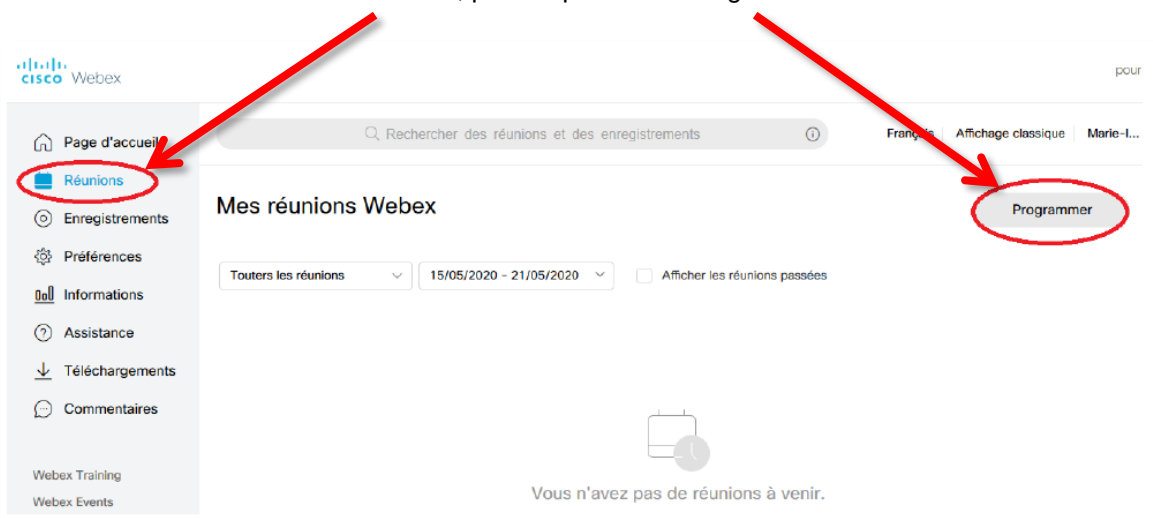 cisco Webex
pour
Page d'accueil
Rechercher des réunions et des enregistrements
Français
Affichage classique
Marie-I...
Réunions
Mes réunions Webex
Programmer
Enregistrements
Préférences
Touters les réunions
15/05/2020 - 21/05/2020
Afficher les réunions passées
Informations
Assistance
Téléchargements
Commentaires
Webex Training
Webex Events
Vous n'avez pas de réunions à venir.